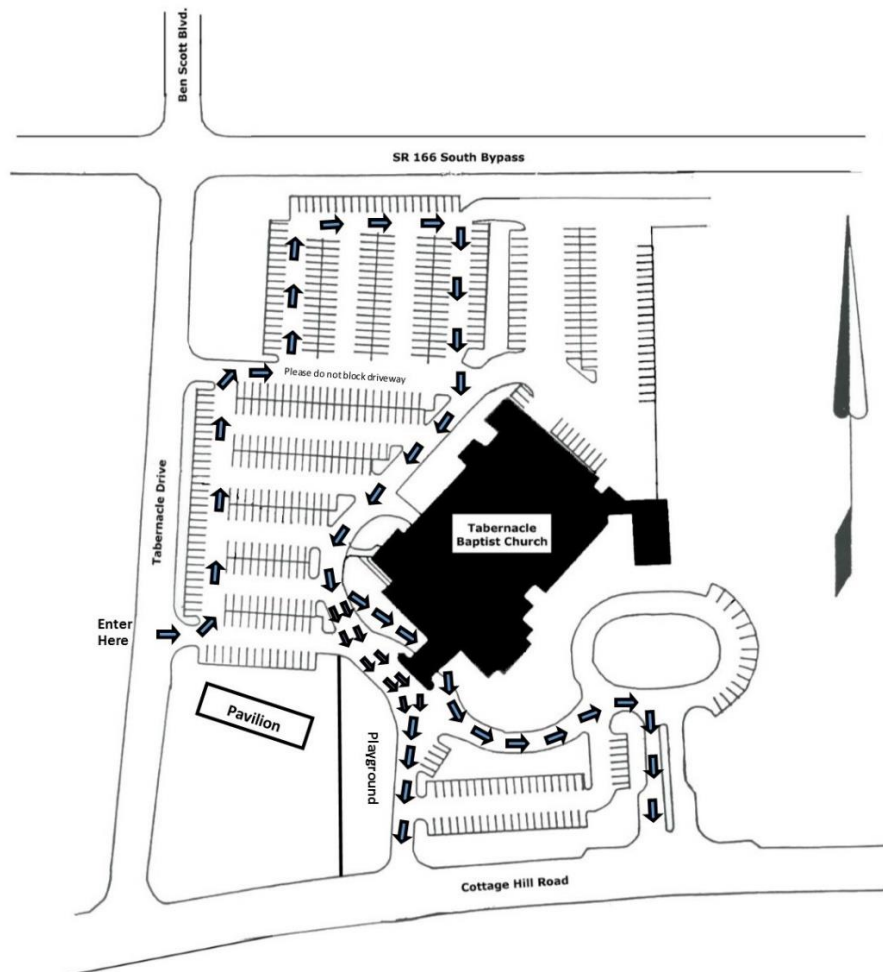 Ben Scott Blvd.
SR 166 South Bypass
Please do not block driveway
Tabernacle Drive
Tabernacle
Baptist Church
Enter
Here
Pavilion
Playground
Cottage Hill Road